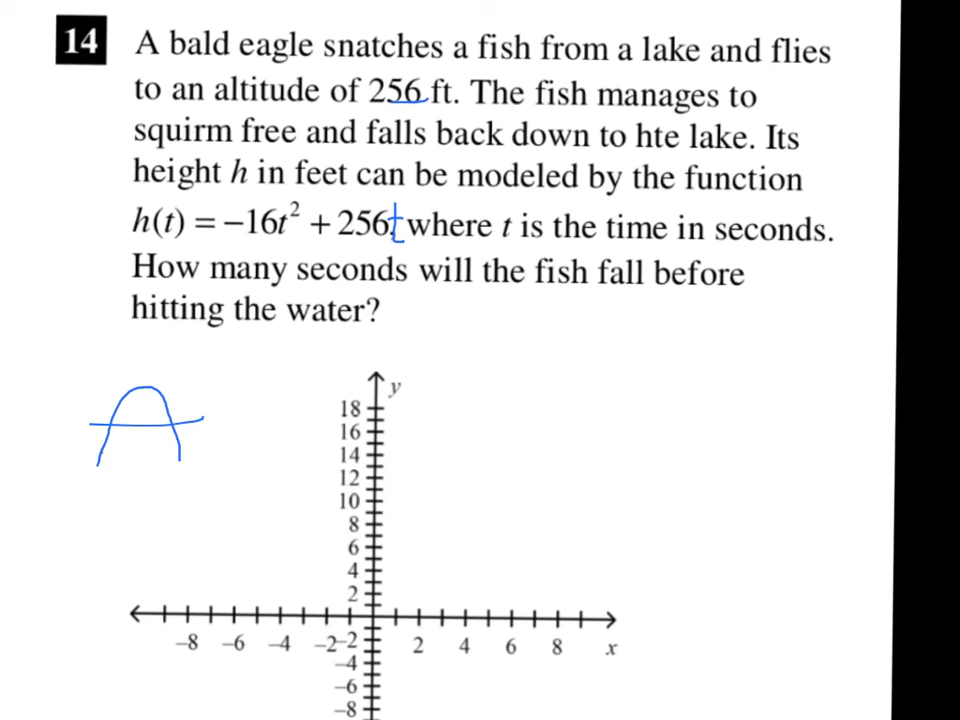 14 A bald eagle snatches a fish from a lake and flies
to an altitude of 256 ft. The fish manages to
squirm free and falls back down to hte lake. Its
height h in feet can be modeled by the function
h(t) = −16t² + 256t where t is the time in seconds.
How many seconds will the fish fall before
hitting the water?
y
18
16
14
12
10
8
6
4
2
−8 −6 −4 −2 2 4 6 8 x
−2
−4
−6
−8